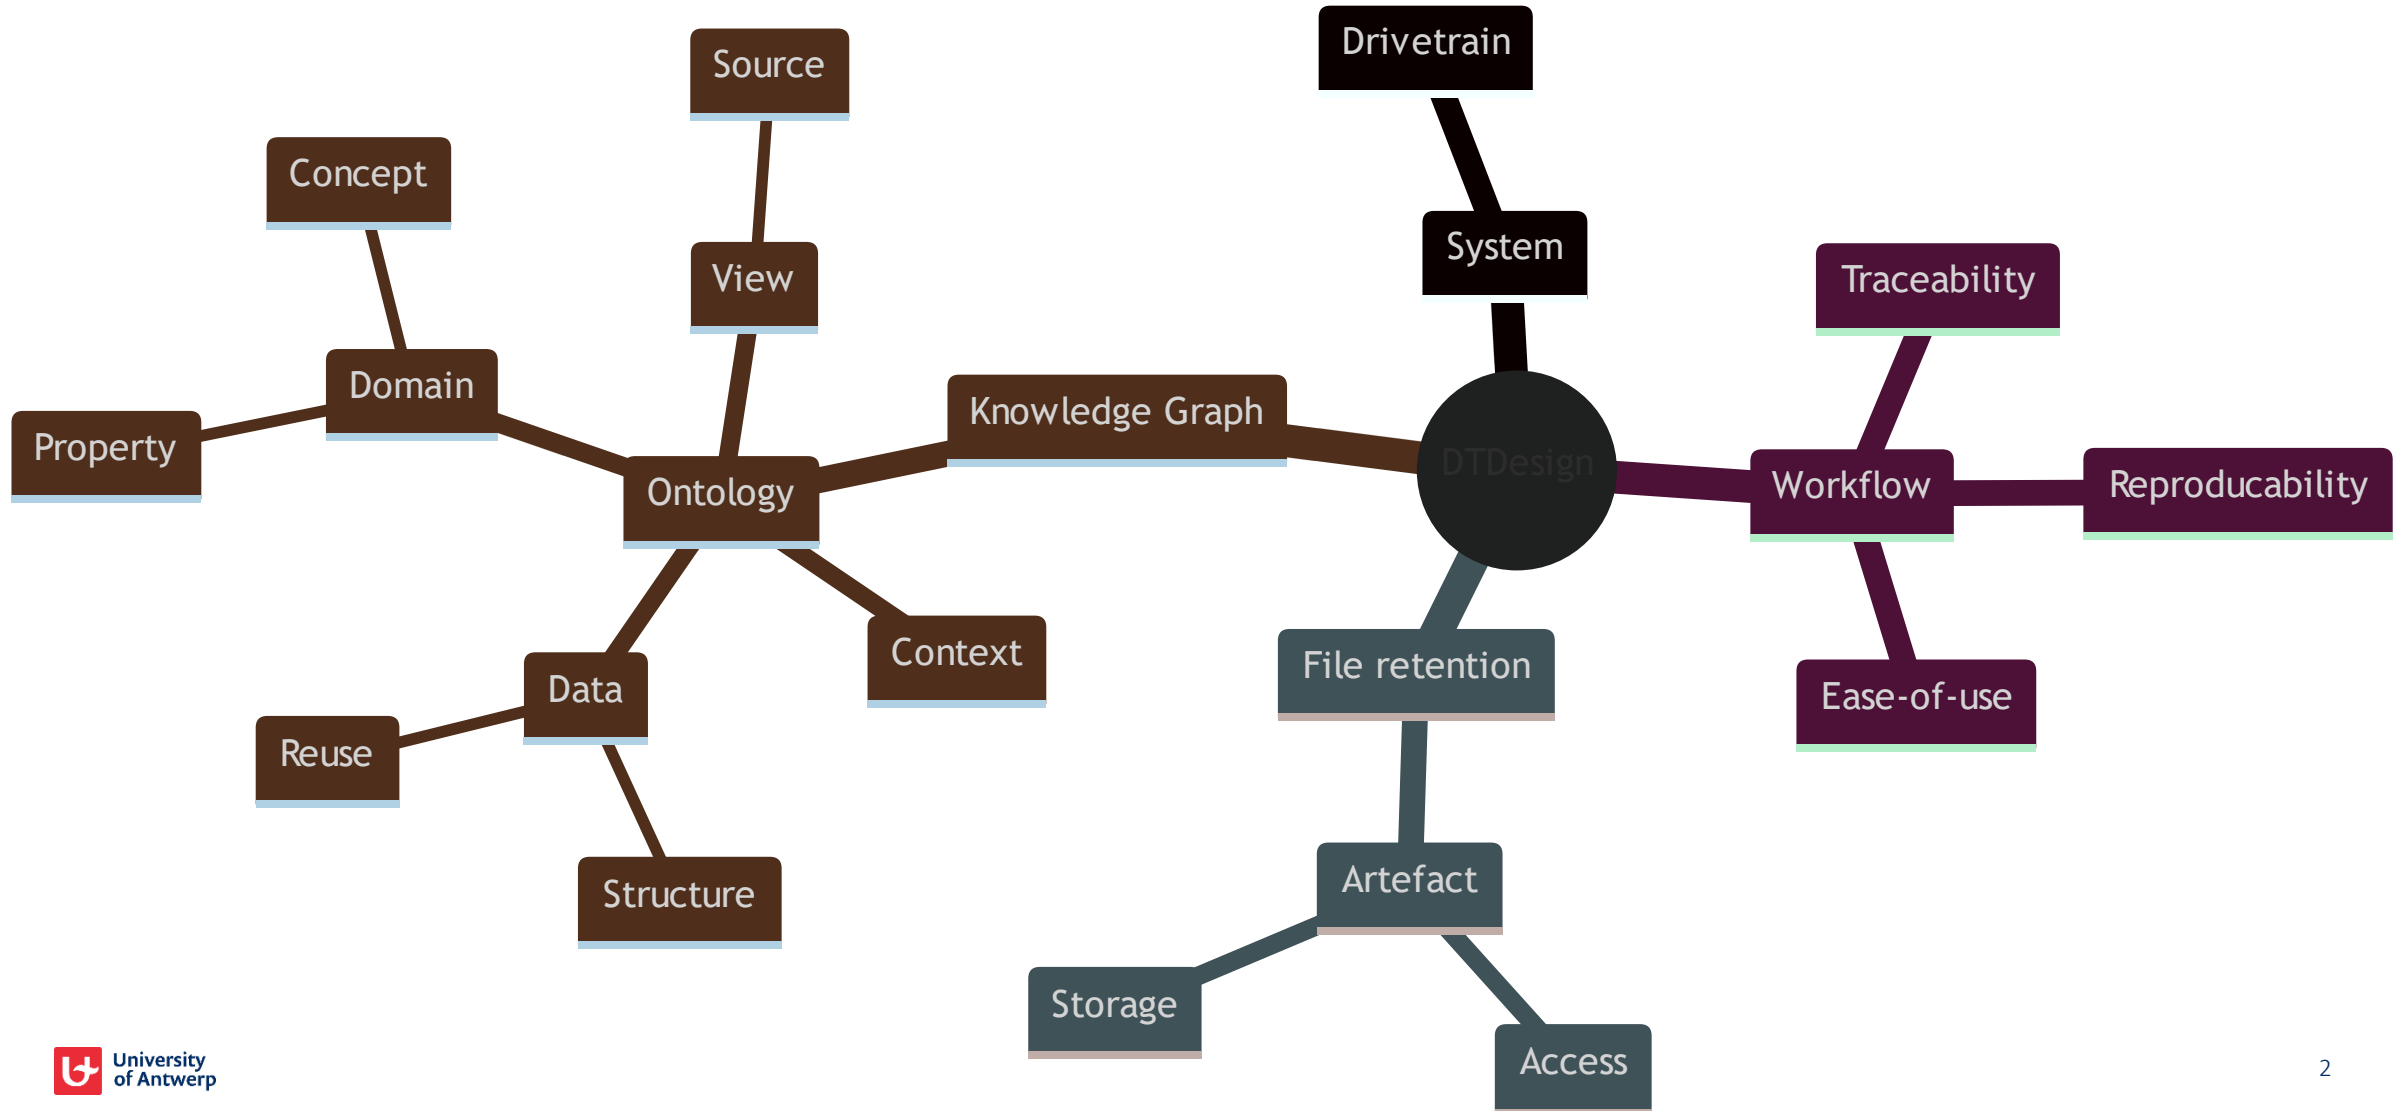 Drivetrain
Source
Concept
System
View
Traceability
Domain
Knowledge Graph
Property
DTDesign
Ontology
Workflow
Reproducability
Context
File retention
Data
Ease-of-use
Reuse
Artefact
Structure
Storage
Access
University
of Antwerp
2